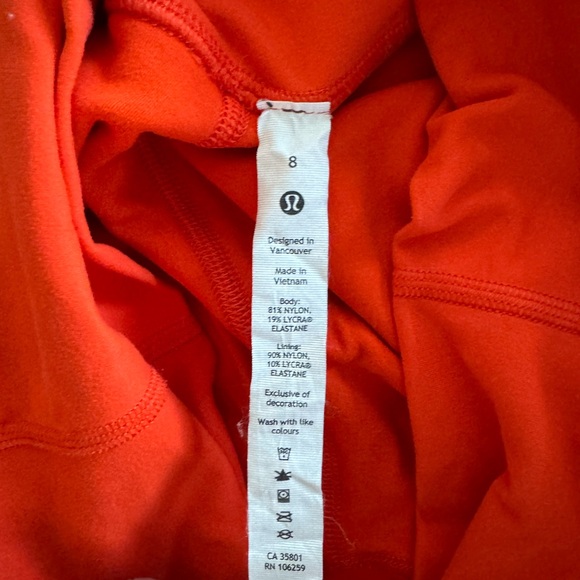 8
Designed in
Vancouver
Made in
Vietnam
Body:
81% NYLON,
19% LYCRA®
ELASTANE
Lining:
90% NYLON,
10% LYCRA®
ELASTANE
Exclusive of
decoration
Wash with like
colours
CA 35801
RN 106259